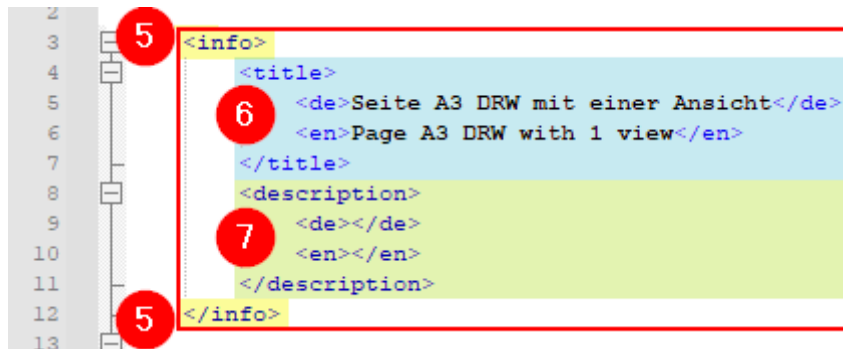 2
3 5 <info>
4 <title>
5 <de>Seite A3 DRW mit einer Ansicht</de>
6
6 <en>Page A3 DRW with 1 view</en>
7 </title>
8 <description>
9 <de></de>
7
10 <en></en>
11 </description>
12 5 </info>
13